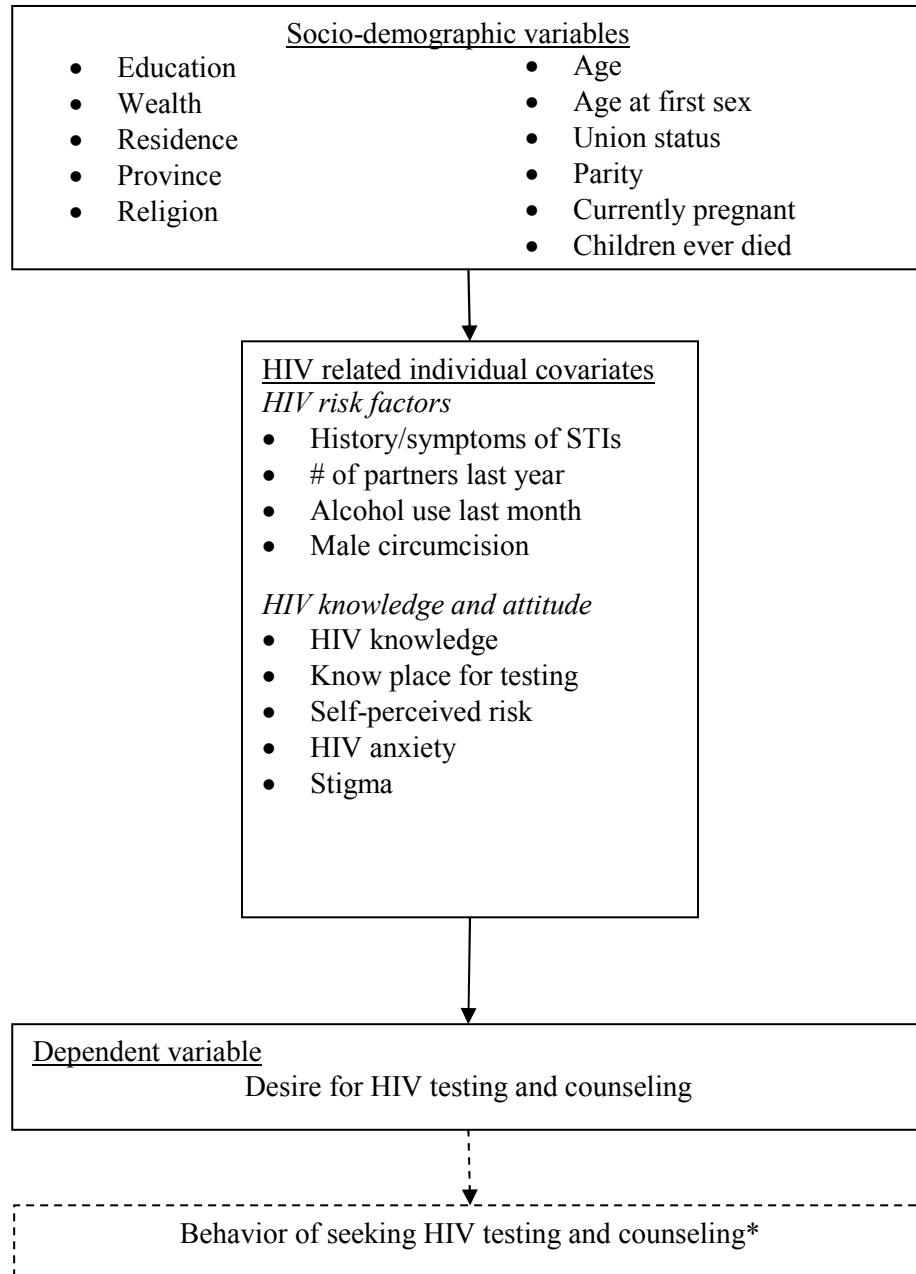 Socio-demographic variables
• Education
• Wealth
• Residence
• Province
• Religion
• Age
• Age at first sex
• Union status
• Parity
• Currently pregnant
• Children ever died
HIV related individual covariates
HIV risk factors
• History/symptoms of STIs
• # of partners last year
• Alcohol use last month
• Male circumcision
HIV knowledge and attitude
• HIV knowledge
• Know place for testing
• Self-perceived risk
• HIV anxiety
• Stigma
Dependent variable
Desire for HIV testing and counseling
Behavior of seeking HIV testing and counseling*